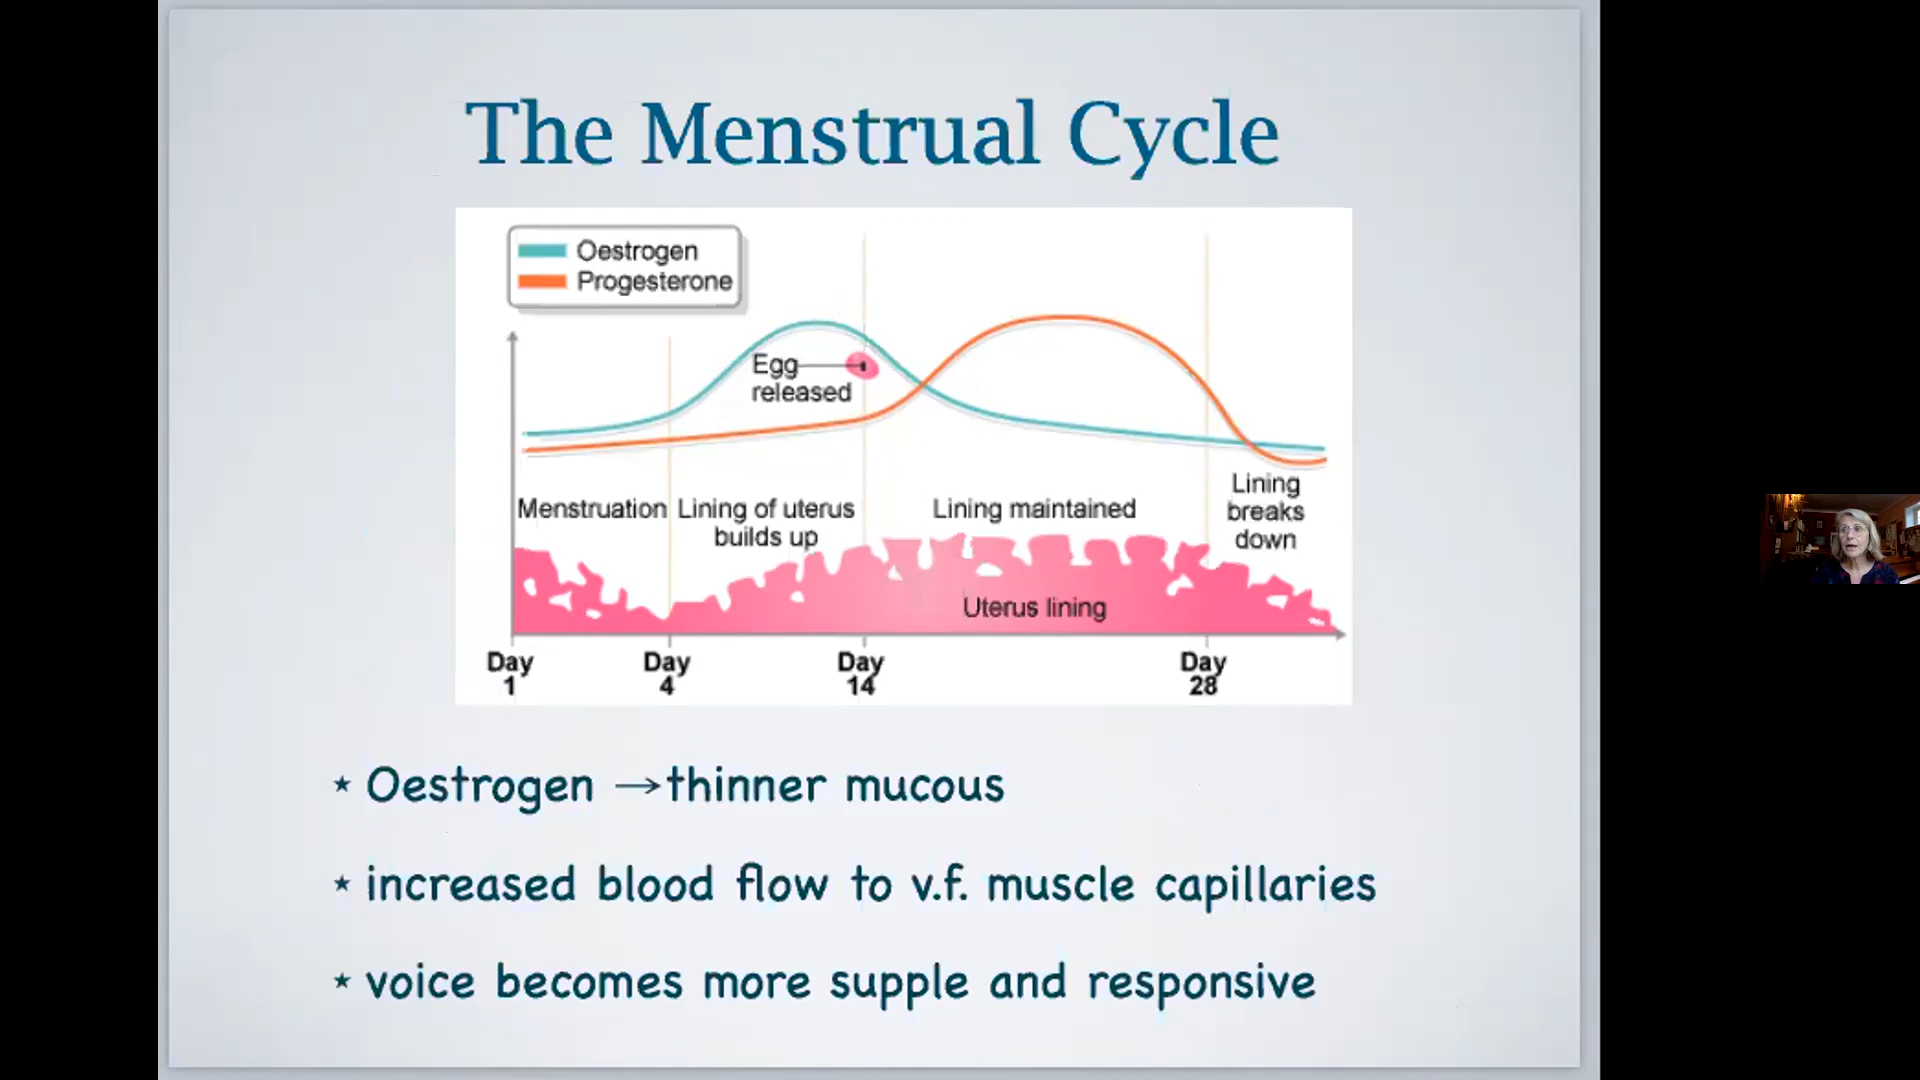 The Menstrual Cycle
Oestrogen
Progesterone
Egg
released
Menstruation
Lining of uterus
builds up
Lining maintained
Lining
breaks
down
Uterus lining
Day
1
Day
4
Day
14
Day
28
* Oestrogen →thinner mucous
* increased blood flow to v.f. muscle capillaries
* voice becomes more supple and responsive